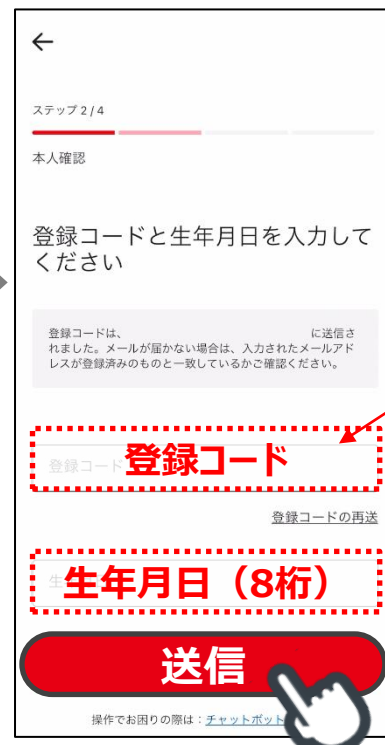 ステップ 2 / 4
本人確認
登録コードと生年月日を入力して
ください
登録コードは、 に送信さ
れました。メールが届かない場合は、入力されたメールアド
レスが登録済みのものと一致しているかご確認ください。
登録コード
登録コード
登録コードの再送
生年月日（8桁）
送信
操作でお困りの際は：チャットボット